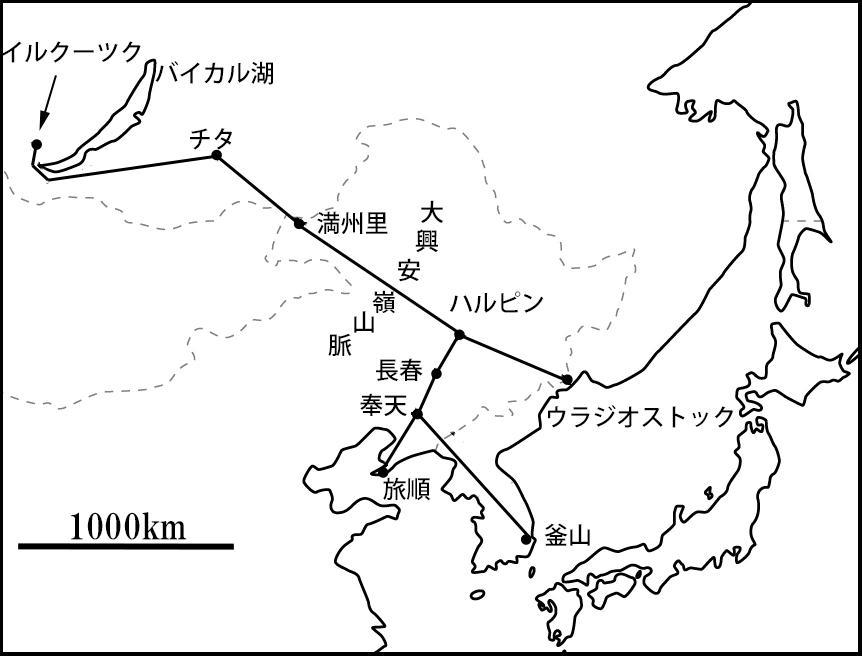 イルクーツク
バイカル湖
チタ
満州里
大興安嶺山脈
ハルピン
長春
奉天
ウラジオストック
旅順
釜山
1000km